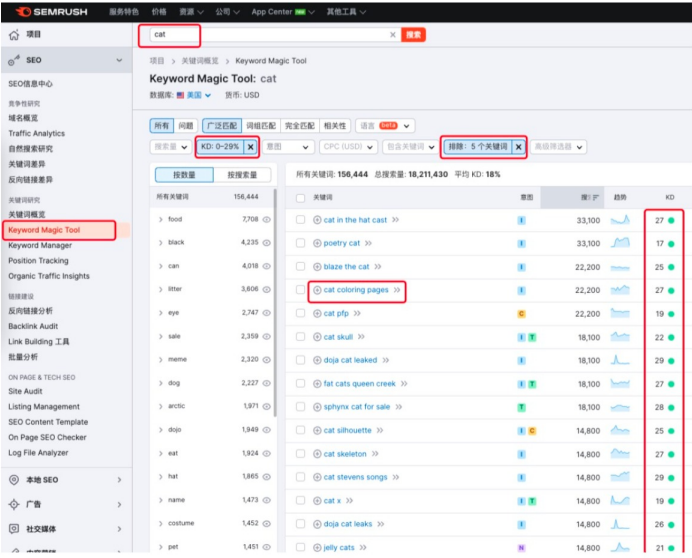 SEMRUSH 服务特色 价格 资源 公司 App Center 其他工具
项目 cat × 搜索
SEO
SEO信息中心
竞争性研究
域名概览
Traffic Analytics
自然搜索研究
关键词差异
反向链接差异
关键词研究
关键词概览
Keyword Magic Tool
Keyword Manager
Position Tracking
Organic Traffic Insights
链接建设
反向链接分析
Backlink Audit
Link Building 工具
批量分析
ON PAGE & TECH SEO
Site Audit
Listing Management
SEO Content Template
On Page SEO Checker
Log File Analyzer
本地 SEO
广告
社交媒体
项目 > 关键词概览 > Keyword Magic Tool
Keyword Magic Tool: cat
数据库: 美国 货币: USD
所有 问题 广泛匹配 词组匹配 完全匹配 相关性 语言 beta
搜索量 KD: 0-29% × 意图 CPC (USD) 包含关键词 排除: 5 个关键词 × 高级筛选器
按数量 按搜索量 所有关键词: 156,444 总搜索量: 18,211,430 平均 KD: 18%
所有关键词 156,444 关键词 意图 趋势 KD
food 7,708 cat in the hat cast I 33,100 27
black 4,235 poetry cat I 33,100 17
can 4,018 blaze the cat I 22,200 25
litter 3,606 cat coloring pages I 22,200 27
eye 2,747 cat pfp C 22,200 19
sale 2,359 cat skull I T 18,100 22
meme 2,320 doja cat leaked I 18,100 29
dog 2,227 fat cats queen creek I T 18,100 27
arctic 1,971 sphynx cat for sale T 18,100 28
dojo 1,949 cat silhouette I C 14,800 25
eat 1,924 cat skeleton I 14,800 27
hat 1,865 cat stevens songs I 14,800 29
name 1,473 cat x I T 14,800 19
costume 1,452 doja cat leaks I 14,800 26
pet 1,451 jelly cats N 14,800 21